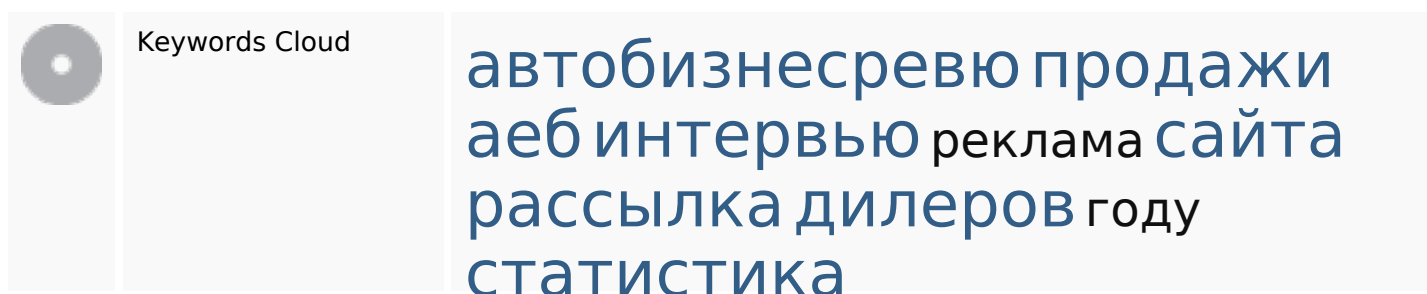 Keywords Cloud
автобизнесревю продажи
аеб интервью реклама сайта
рассылка дилеров году
статистика